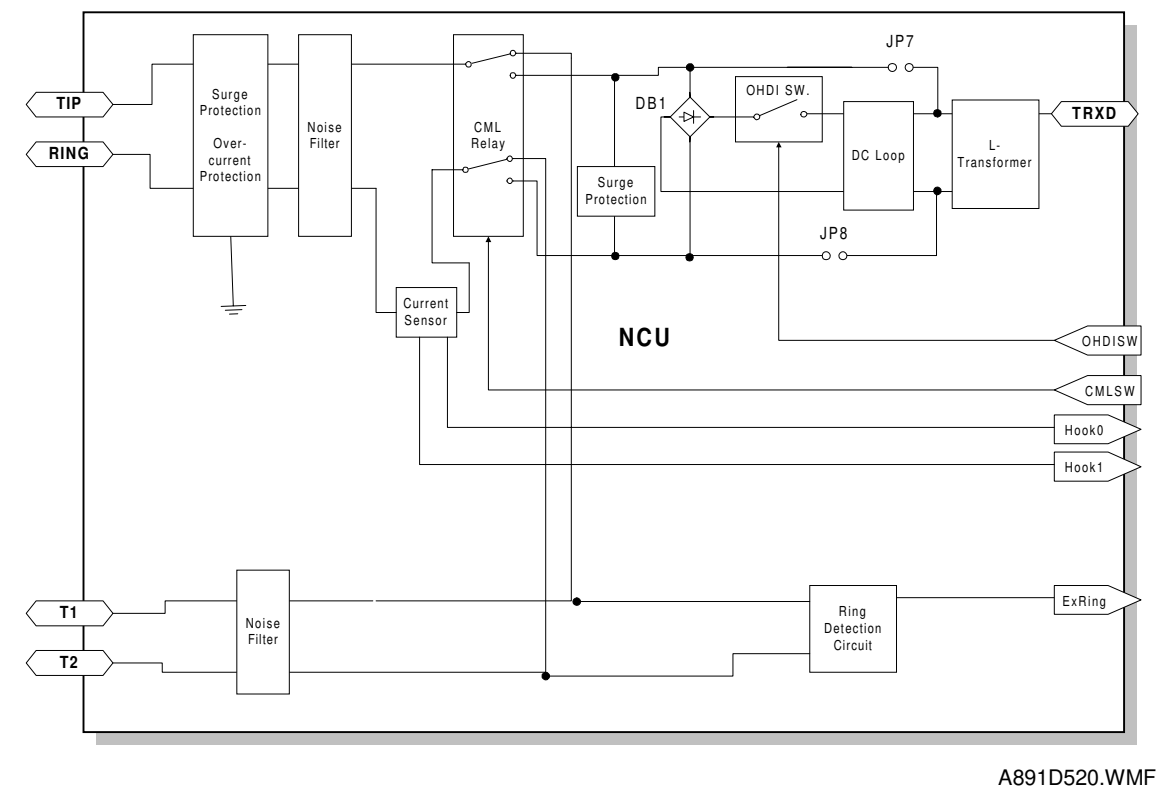 JP7
TIP
RING
Surge
Protection
Over-
current
Protection
Noise
Filter
CML
Relay
DB1
OHDI SW.
Surge
Protection
DC Loop
L-
Transformer
TRXD
JP8
Current
Sensor
NCU
OHDISW
CMLSW
Hook0
Hook1
T1
T2
Noise
Filter
Ring
Detection
Circuit
ExRing
A891D520.WMF